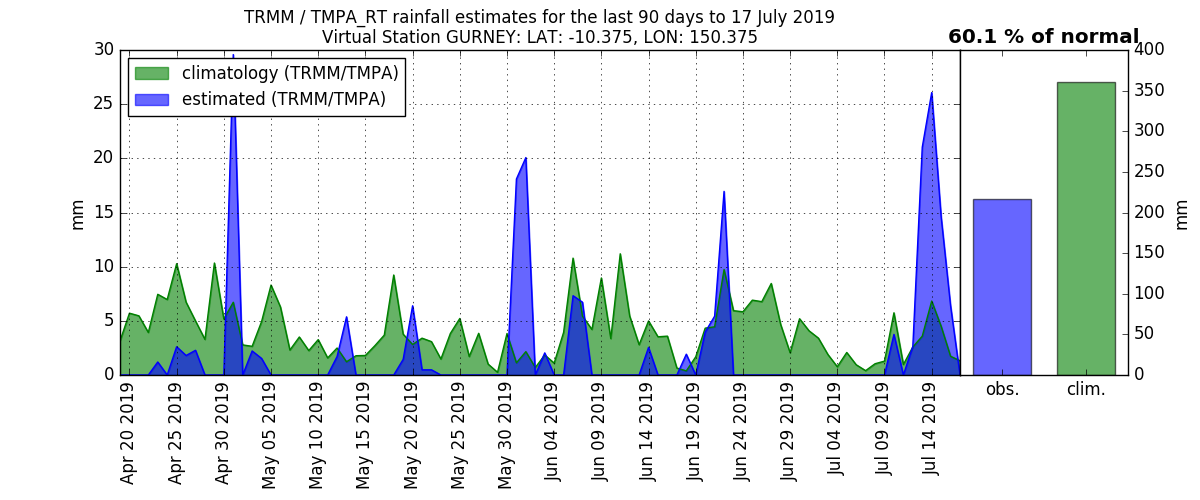 TRMM / TMPA_RT rainfall estimates for the last 90 days to 17 July 2019
Virtual Station GURNEY: LAT: -10.375, LON: 150.375
60.1 % of normal
climatology (TRMM/TMPA)
estimated (TRMM/TMPA)
30
25
20
15
10
5
0
mm
Apr 20 2019
Apr 25 2019
Apr 30 2019
May 05 2019
May 10 2019
May 15 2019
May 20 2019
May 25 2019
May 30 2019
Jun 04 2019
Jun 09 2019
Jun 14 2019
Jun 19 2019
Jun 24 2019
Jun 29 2019
Jul 04 2019
Jul 09 2019
Jul 14 2019
obs.
clim.
400
350
300
250
200
150
100
50
0
mm